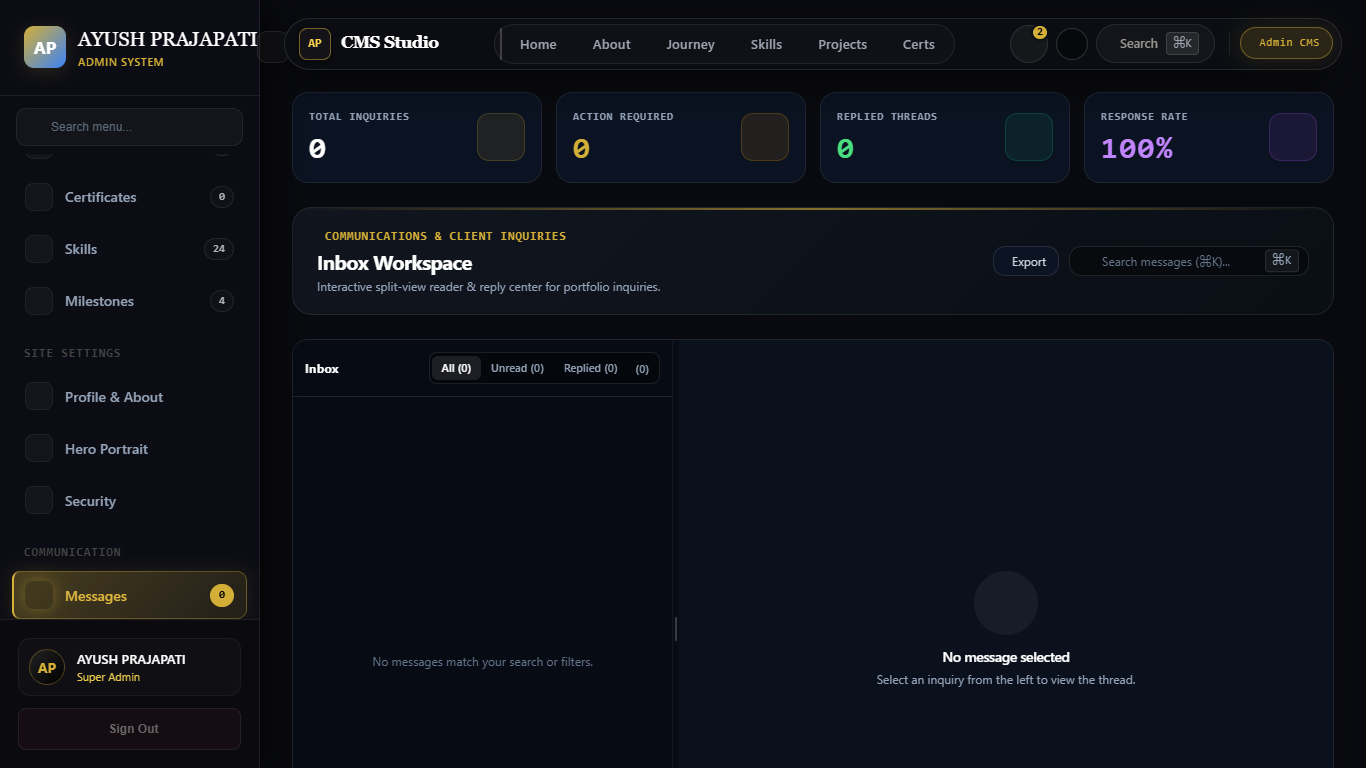 AP
AYUSH PRAJAPATI
ADMIN SYSTEM
Search menu...
Certificates 0
Skills 24
Milestones 4
SITE SETTINGS
Profile & About
Hero Portrait
Security
COMMUNICATION
Messages 0
AP
AYUSH PRAJAPATI
Super Admin
Sign Out
AP CMS Studio
Home About Journey Skills Projects Certs
2
Search ⌘K
Admin CMS
TOTAL INQUIRIES
0
ACTION REQUIRED
0
REPLIED THREADS
0
RESPONSE RATE
100%
COMMUNICATIONS & CLIENT INQUIRIES
Inbox Workspace
Interactive split-view reader & reply center for portfolio inquiries.
Export
Search messages (⌘K)... ⌘K
Inbox
All (0) Unread (0) Replied (0) (0)
No messages match your search or filters.
No message selected
Select an inquiry from the left to view the thread.